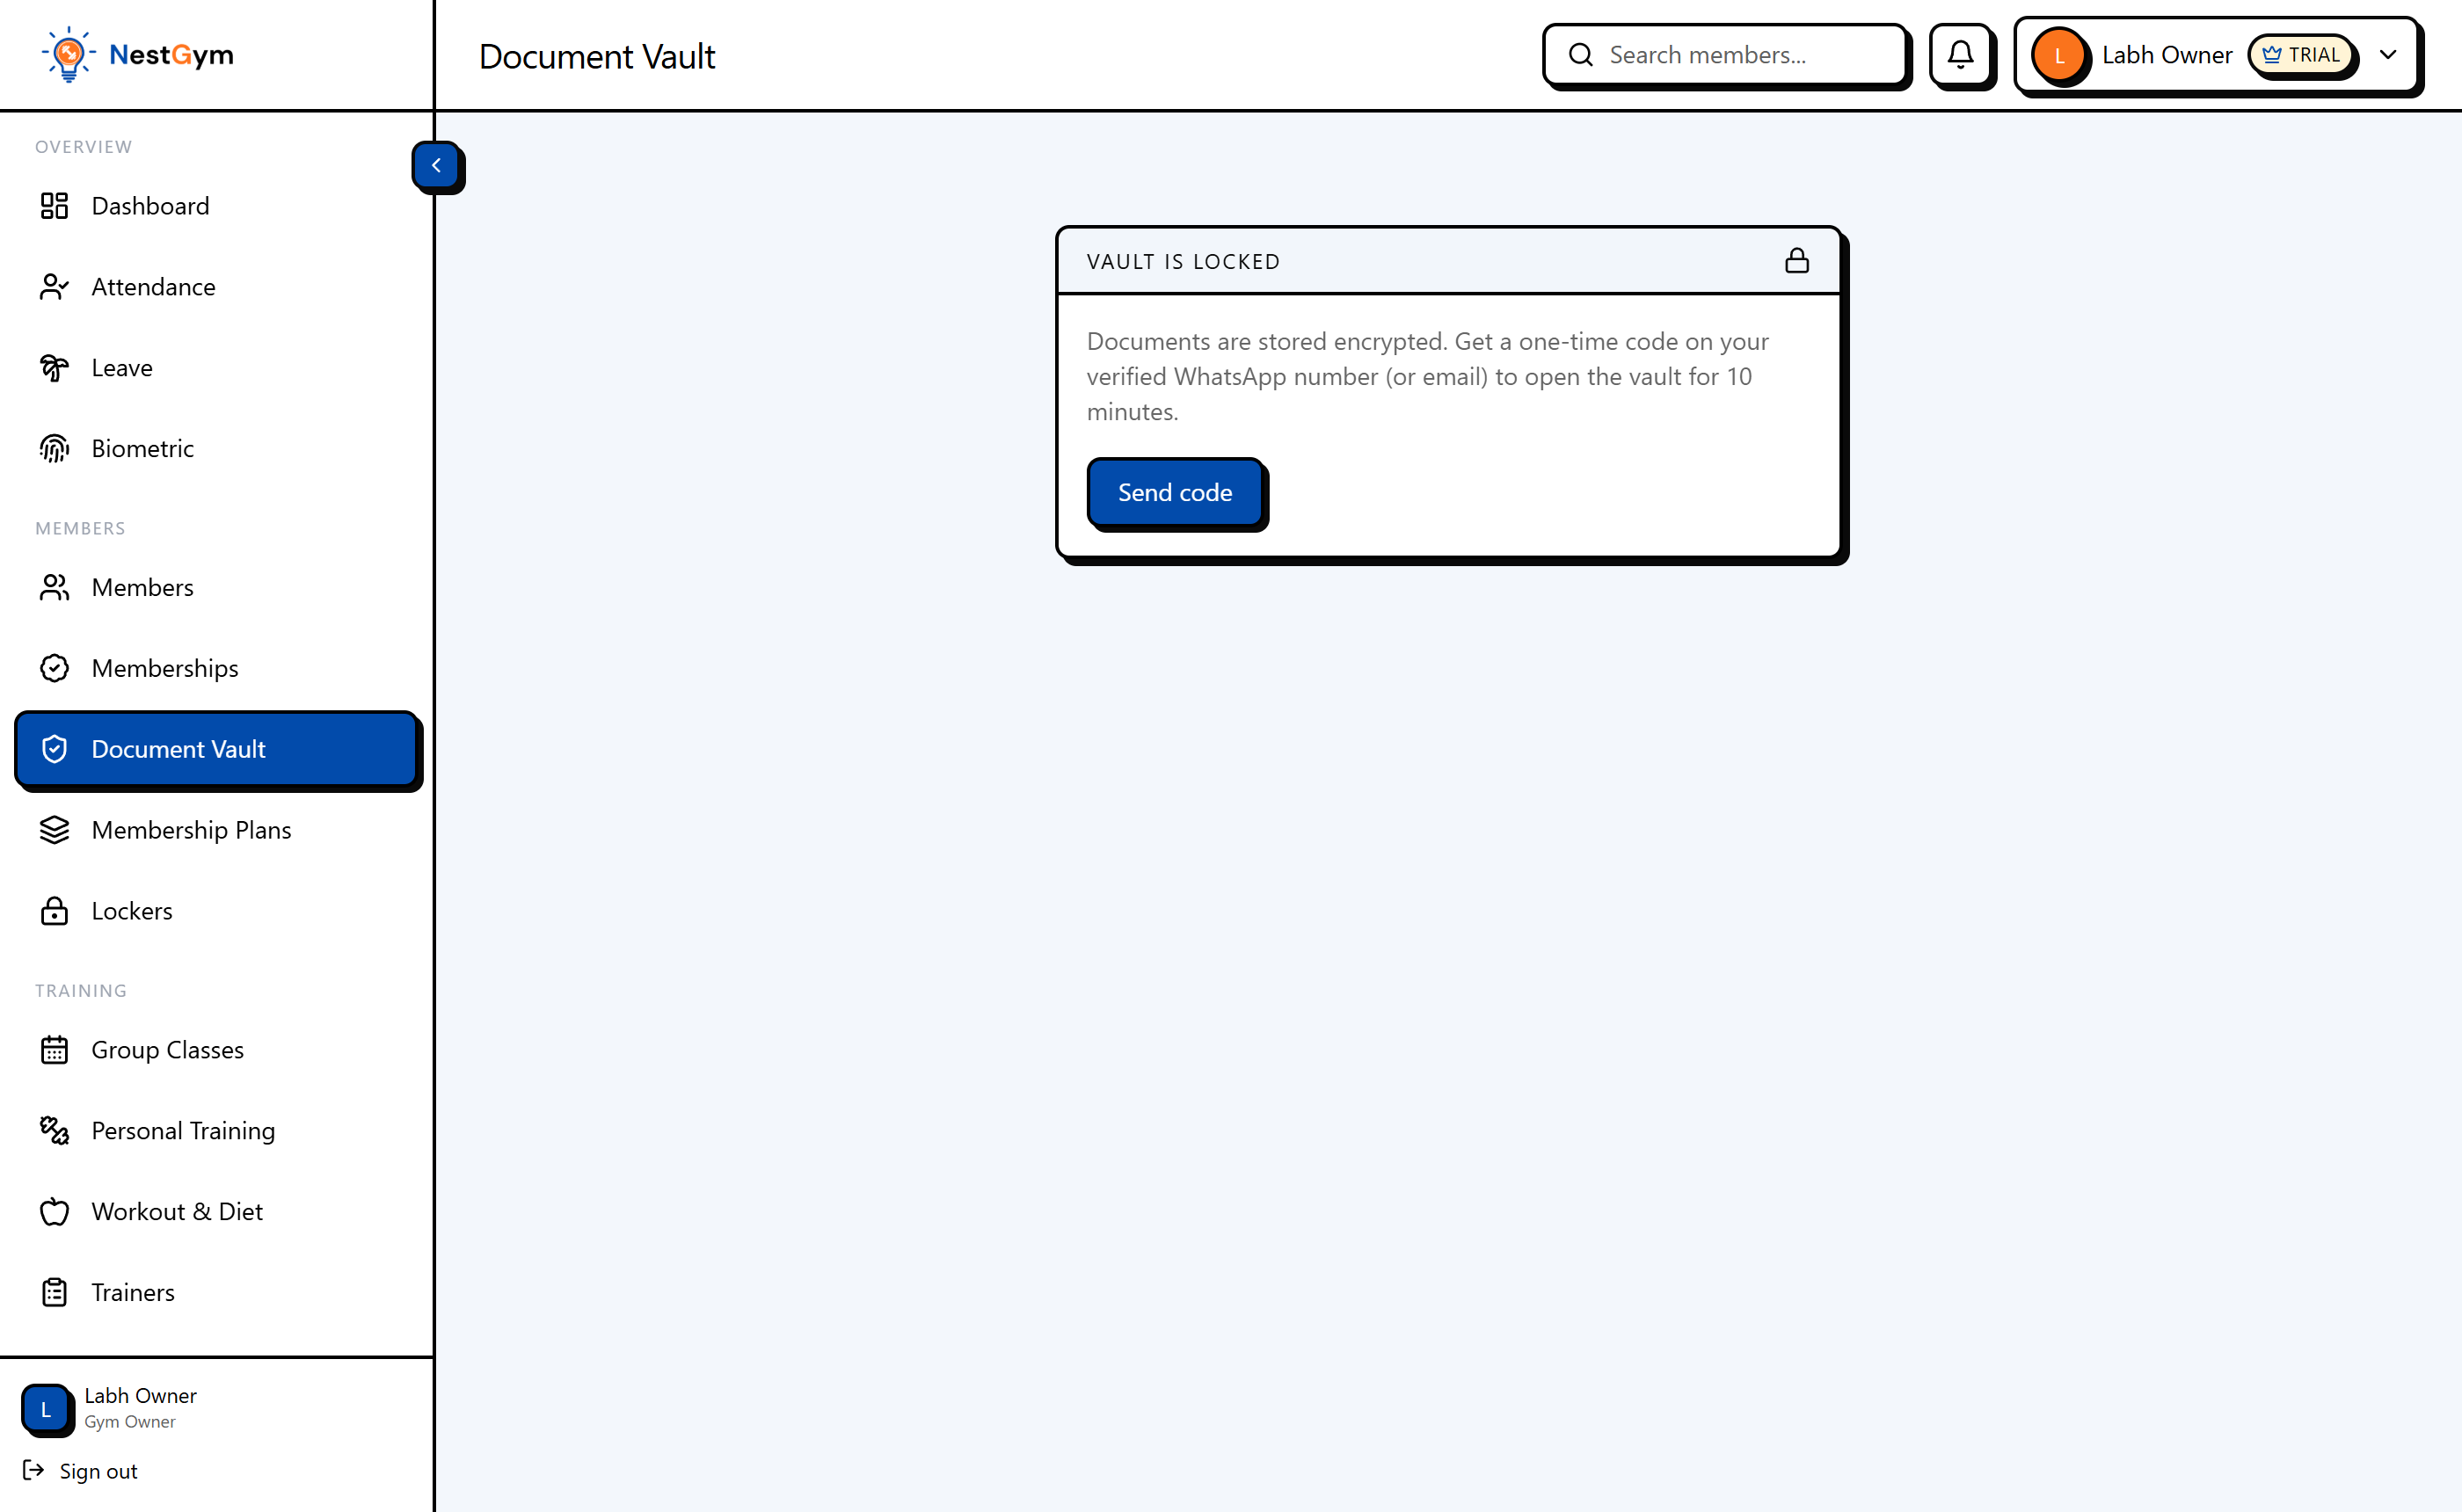 NestGym
Document Vault
Search members...
L
Labh Owner
TRIAL
OVERVIEW
Dashboard
Attendance
Leave
Biometric
MEMBERS
Members
Memberships
Document Vault
Membership Plans
Lockers
TRAINING
Group Classes
Personal Training
Workout & Diet
Trainers
L
Labh Owner
Gym Owner
Sign out
VAULT IS LOCKED
Documents are stored encrypted. Get a one-time code on your
verified WhatsApp number (or email) to open the vault for 10
minutes.
Send code